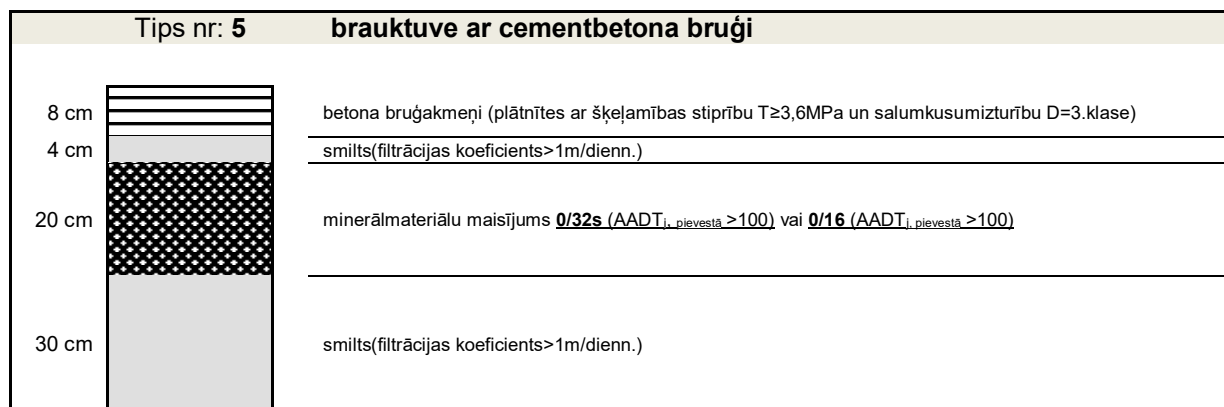 Tips nr: 5 brauktuve ar cementbetona bruģi
8 cm betona bruģakmeņi (plātnītes ar šķeļamības stiprību T≥3,6MPa un salumkusumizturību D=3.klase)
4 cm smilts(filtrācijas koeficients>1m/dienn.)
20 cm minerālmateriālu maisījums 0/32s (AADTj, pievestā >100) vai 0/16 (AADTj, pievestā >100)
30 cm smilts(filtrācijas koeficients>1m/dienn.)